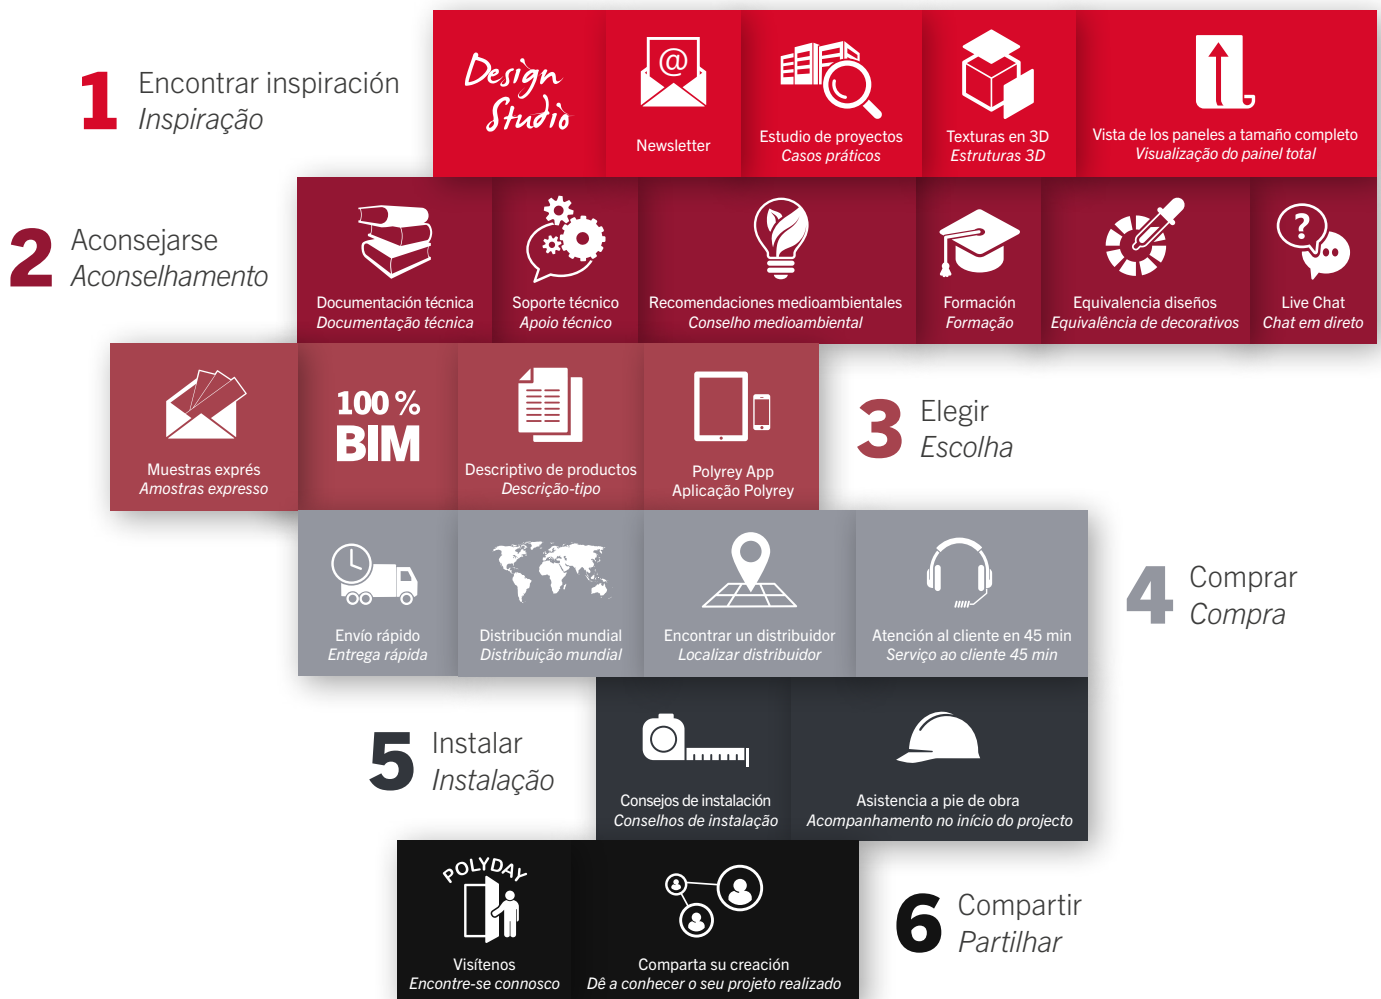 1
Encontrar inspiración
Inspiração
Design
Studio
@
Newsletter
Estudio de proyectos
Casos práticos
Texturas en 3D
Estruturas 3D
Vista de los paneles a tamaño completo
Visualização do painel total
2
Aconsejarse
Aconselhamento
Documentación técnica
Documentação técnica
Soporte técnico
Apoio técnico
Recomendaciones medioambientales
Conselho medioambiental
Formación
Formação
Equivalencia diseños
Equivalência de decorativos
?
Live Chat
Chat em direto
Muestras exprés
Amostras expresso
100 %
BIM
Descriptivo de productos
Descrição-tipo
Polyrey App
Aplicação Polyrey
3
Elegir
Escolha
Envío rápido
Entrega rápida
Distribución mundial
Distribuição mundial
Encontrar un distribuidor
Localizar distribuidor
Atención al cliente en 45 min
Serviço ao cliente 45 min
4
Comprar
Compra
5
Instalar
Instalação
Consejos de instalación
Conselhos de instalação
Asistencia a pie de obra
Acompanhamento no início do projecto
POLYDAY
Visítenos
Encontre-se connosco
Comparta su creación
Dê a conhecer o seu projeto realizado
6
Compartir
Partilhar